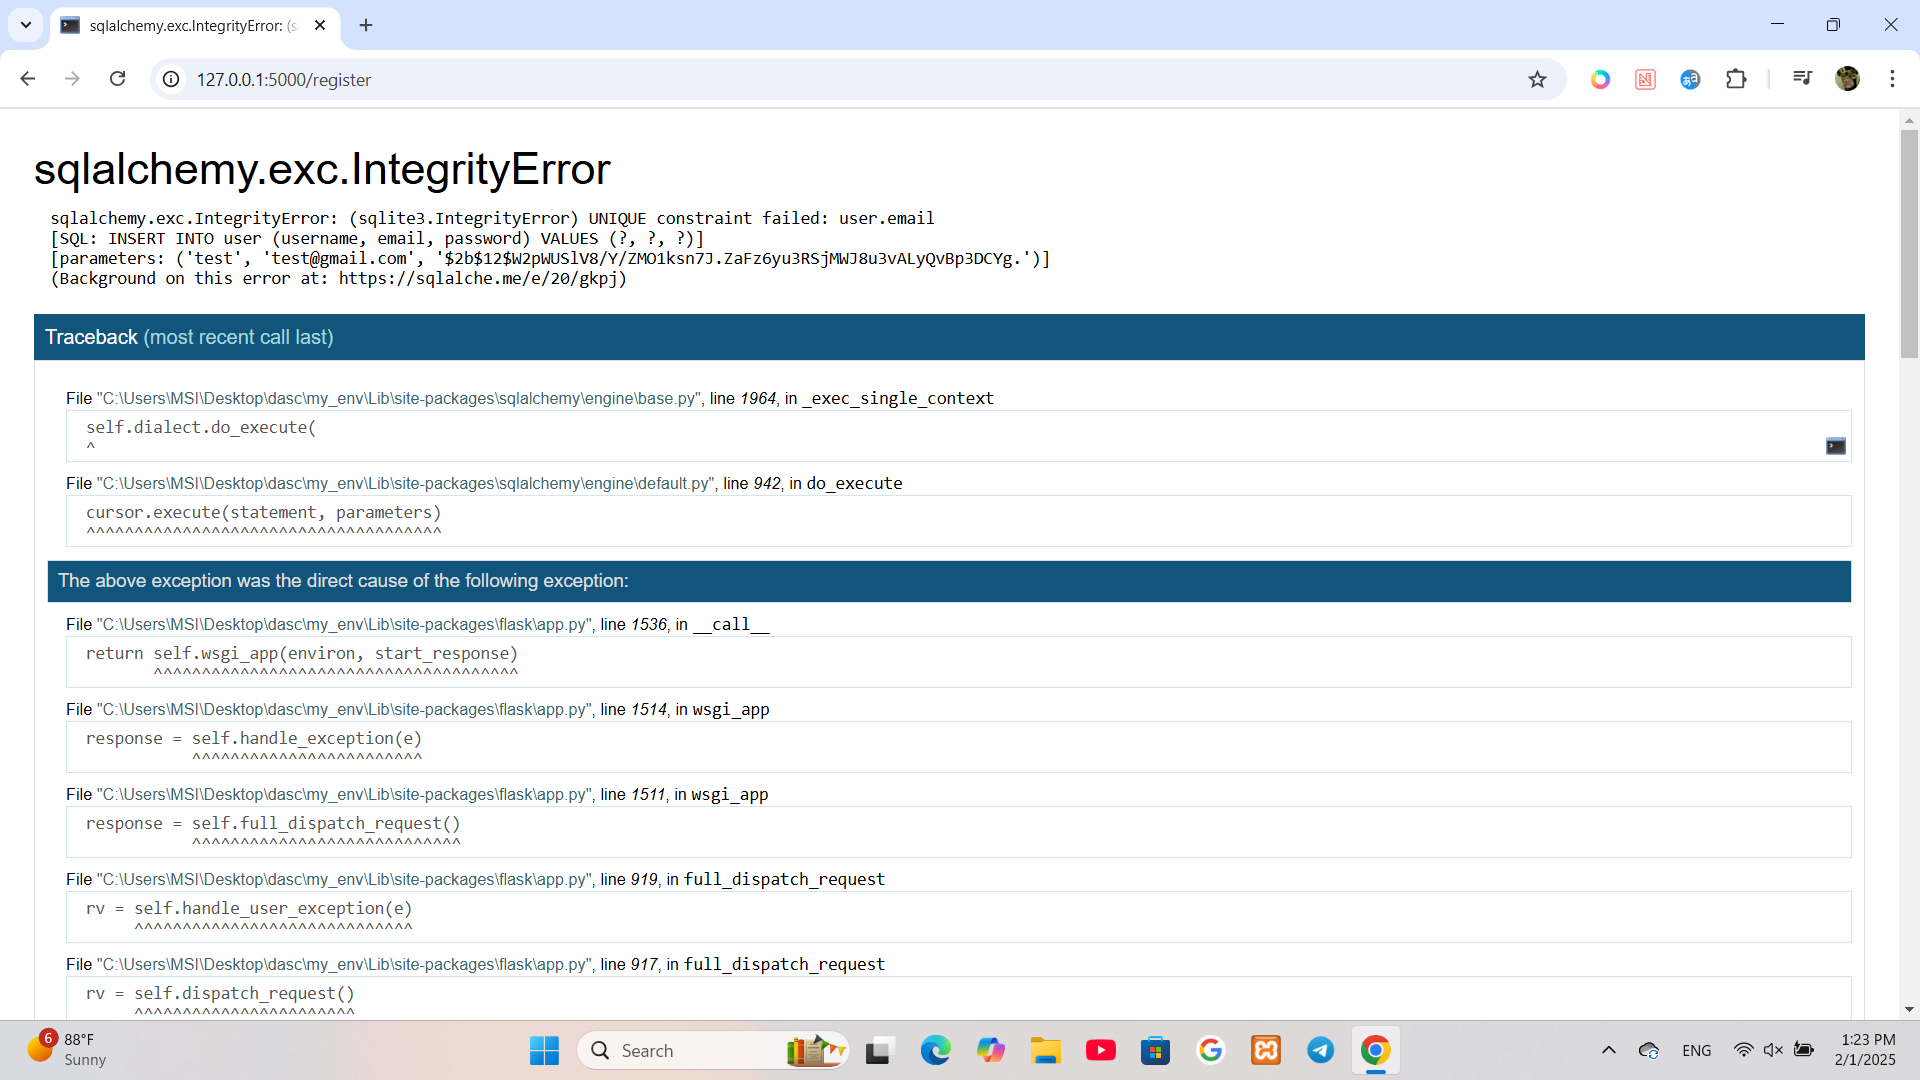 sqlalchemy.exc.IntegrityError: (s
127.0.0.1:5000/register
sqlalchemy.exc.IntegrityError
sqlalchemy.exc.IntegrityError: (sqlite3.IntegrityError) UNIQUE constraint failed: user.email
[SQL: INSERT INTO user (username, email, password) VALUES (?, ?, ?)]
[parameters: ('test', 'test@gmail.com', '$2b$12$W2pWUSlV8/Y/ZMO1ksn7J.ZaFz6yu3RSjMWJ8u3vALyQvBp3DCYg.')]
(Background on this error at: https://sqlalche.me/e/20/gkpj)
Traceback (most recent call last)
File "C:\Users\MSI\Desktop\dasc\my_env\Lib\site-packages\sqlalchemy\engine\base.py", line 1964, in _exec_single_context
self.dialect.do_execute(
^
File "C:\Users\MSI\Desktop\dasc\my_env\Lib\site-packages\sqlalchemy\engine\default.py", line 942, in do_execute
cursor.execute(statement, parameters)
^^^^^^^^^^^^^^^^^^^^^^^^^^^^^^^^^^^^^
The above exception was the direct cause of the following exception:
File "C:\Users\MSI\Desktop\dasc\my_env\Lib\site-packages\flask\app.py", line 1536, in __call__
return self.wsgi_app(environ, start_response)
^^^^^^^^^^^^^^^^^^^^^^^^^^^^^^^^^^^^^^
File "C:\Users\MSI\Desktop\dasc\my_env\Lib\site-packages\flask\app.py", line 1514, in wsgi_app
response = self.handle_exception(e)
^^^^^^^^^^^^^^^^^^^^^^^^
File "C:\Users\MSI\Desktop\dasc\my_env\Lib\site-packages\flask\app.py", line 1511, in wsgi_app
response = self.full_dispatch_request()
^^^^^^^^^^^^^^^^^^^^^^^^^^^^
File "C:\Users\MSI\Desktop\dasc\my_env\Lib\site-packages\flask\app.py", line 919, in full_dispatch_request
rv = self.handle_user_exception(e)
^^^^^^^^^^^^^^^^^^^^^^^^^^^^^
File "C:\Users\MSI\Desktop\dasc\my_env\Lib\site-packages\flask\app.py", line 917, in full_dispatch_request
rv = self.dispatch_request()
^^^^^^^^^^^^^^^^^^^^^^^
6
88°F
Sunny
Search
ENG
1:23 PM
2/1/2025